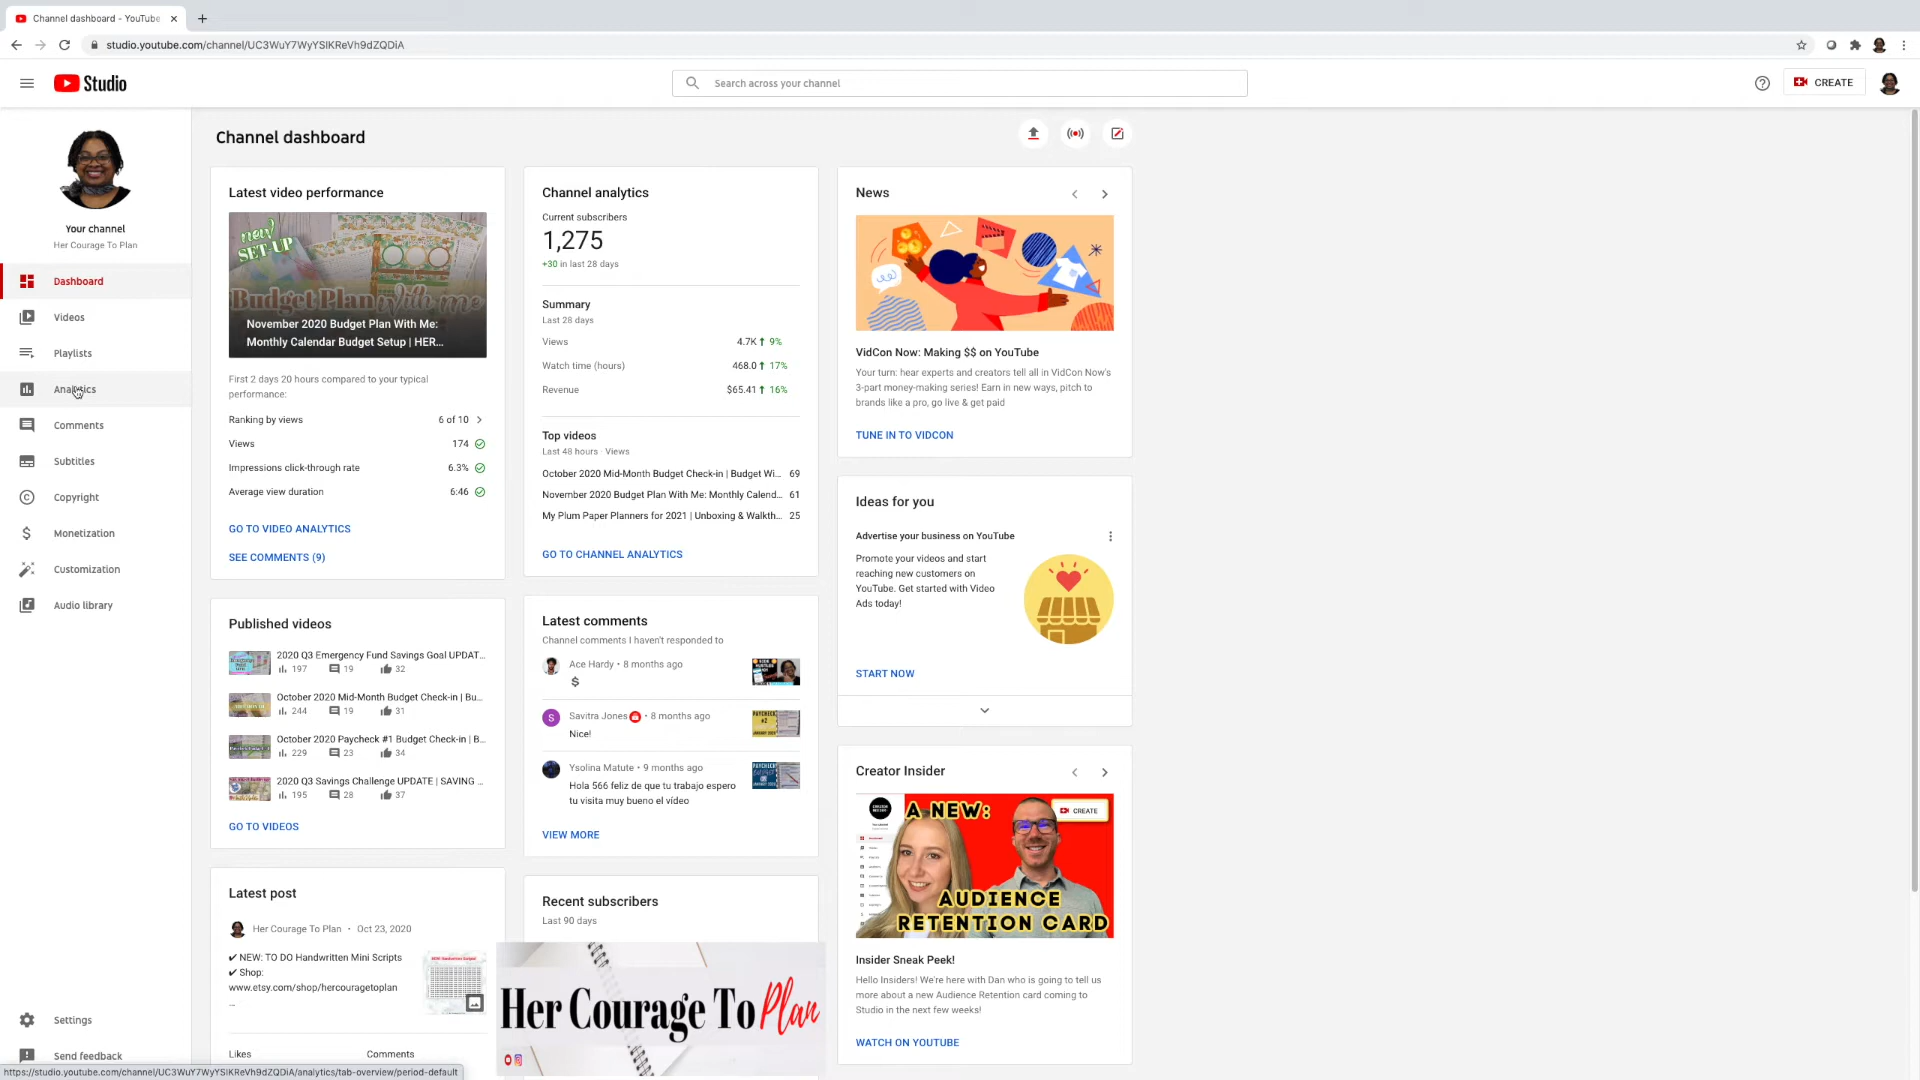 Channel dashboard - YouTube
studio.youtube.com/channel/UC3WuY7WyYSlKReVh9dZQDiA
Studio
Search across your channel
CREATE
Your channel
Her Courage To Plan
Dashboard
Videos
Playlists
Analytics
Comments
Subtitles
Copyright
Monetization
Customization
Audio library
Settings
Send feedback
https://studio.youtube.com/channel/UC3WuY7WyYSlKReVh9dZQDiA/analytics/tab-overview/period-default
Channel dashboard
Latest video performance
new
SET-UP
Budget Plan with me
November 2020 Budget Plan With Me:
Monthly Calendar Budget Setup | HER...
First 2 days 20 hours compared to your typical
performance:
Ranking by views 6 of 10
Views 174
Impressions click-through rate 6.3%
Average view duration 6:46
GO TO VIDEO ANALYTICS
SEE COMMENTS (9)
Published videos
2020 Q3 Emergency Fund Savings Goal UPDAT...
197 19 32
October 2020 Mid-Month Budget Check-in | Bu...
244 19 31
October 2020 Paycheck #1 Budget Check-in | B...
229 23 34
2020 Q3 Savings Challenge UPDATE | SAVING ...
195 28 37
GO TO VIDEOS
Latest post
Her Courage To Plan • Oct 23, 2020
✔ NEW: TO DO Handwritten Mini Scripts
✔ Shop:
www.etsy.com/shop/hercouragetoplan
...
Likes Comments
Channel analytics
Current subscribers
1,275
+30 in last 28 days
Summary
Last 28 days
Views 4.7K 9%
Watch time (hours) 468.0 17%
Revenue $65.41 16%
Top videos
Last 48 hours · Views
October 2020 Mid-Month Budget Check-in | Budget Wi... 69
November 2020 Budget Plan With Me: Monthly Calend... 61
My Plum Paper Planners for 2021 | Unboxing & Walkth... 25
GO TO CHANNEL ANALYTICS
Latest comments
Channel comments I haven't responded to
Ace Hardy • 8 months ago
$
S
Savitra Jones • 8 months ago
Nice!
PAYCHECK
#2
Ysolina Matute • 9 months ago
Hola 566 feliz de que tu trabajo espero
tu visita muy bueno el vídeo
VIEW MORE
Recent subscribers
Last 90 days
Her Courage To Plan
News
VidCon Now: Making $$ on YouTube
Your turn: hear experts and creators tell all in VidCon Now's
3-part money-making series! Earn in new ways, pitch to
brands like a pro, go live & get paid
TUNE IN TO VIDCON
Ideas for you
Advertise your business on YouTube
Promote your videos and start
reaching new customers on
YouTube. Get started with Video
Ads today!
START NOW
Creator Insider
A NEW:
CREATE
AUDIENCE
RETENTION CARD
Insider Sneak Peek!
Hello Insiders! We're here with Dan who is going to tell us
more about a new Audience Retention card coming to
Studio in the next few weeks!
WATCH ON YOUTUBE